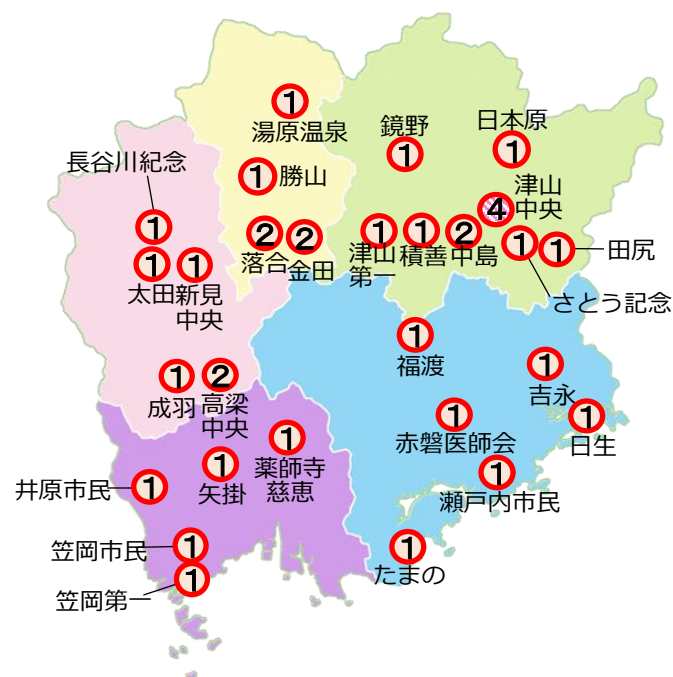 1
湯原温泉
鏡野
1
日本原
1
長谷川紀念
1
勝山
1
津山
中央
4
1
太田
1
新見
中央
2
落合
2
金田
1
津山
第一
1
積善
2
中島
1
さとう記念
1
田尻
1
福渡
1
成羽
2
高梁
中央
1
吉永
1
日生
1
赤磐医師会
1
薬師寺
慈恵
1
矢掛
井原市民
1
1
瀬戸内市民
笠岡市民
1
笠岡第一
1
1
たまの